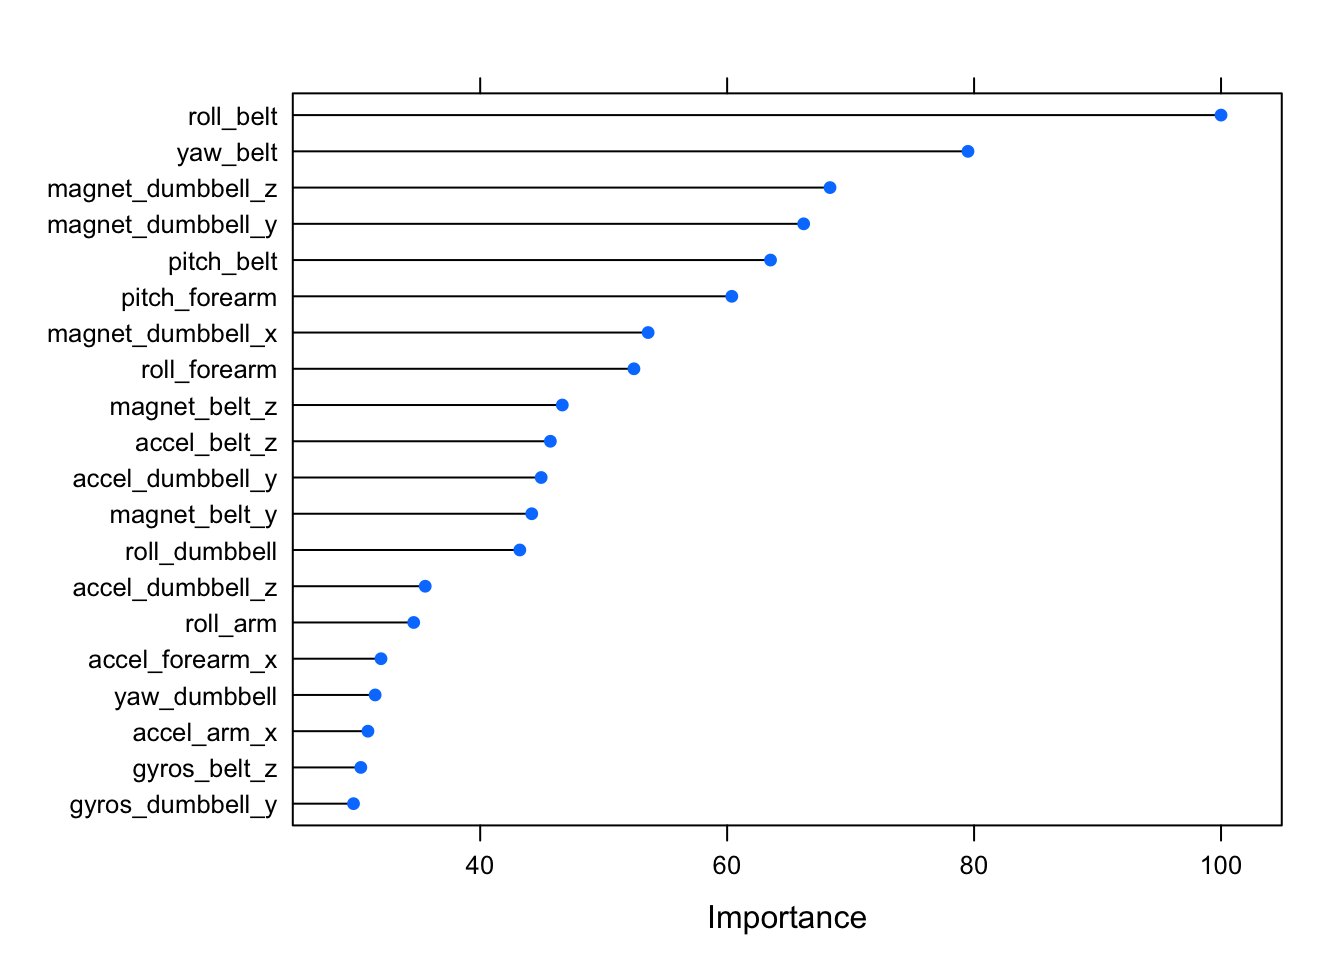 roll_belt
yaw_belt
magnet_dumbbell_z
magnet_dumbbell_y
pitch_belt
pitch_forearm
magnet_dumbbell_x
roll_forearm
magnet_belt_z
accel_belt_z
accel_dumbbell_y
magnet_belt_y
roll_dumbbell
accel_dumbbell_z
roll_arm
accel_forearm_x
yaw_dumbbell
accel_arm_x
gyros_belt_z
gyros_dumbbell_y
40 60 80 100
Importance